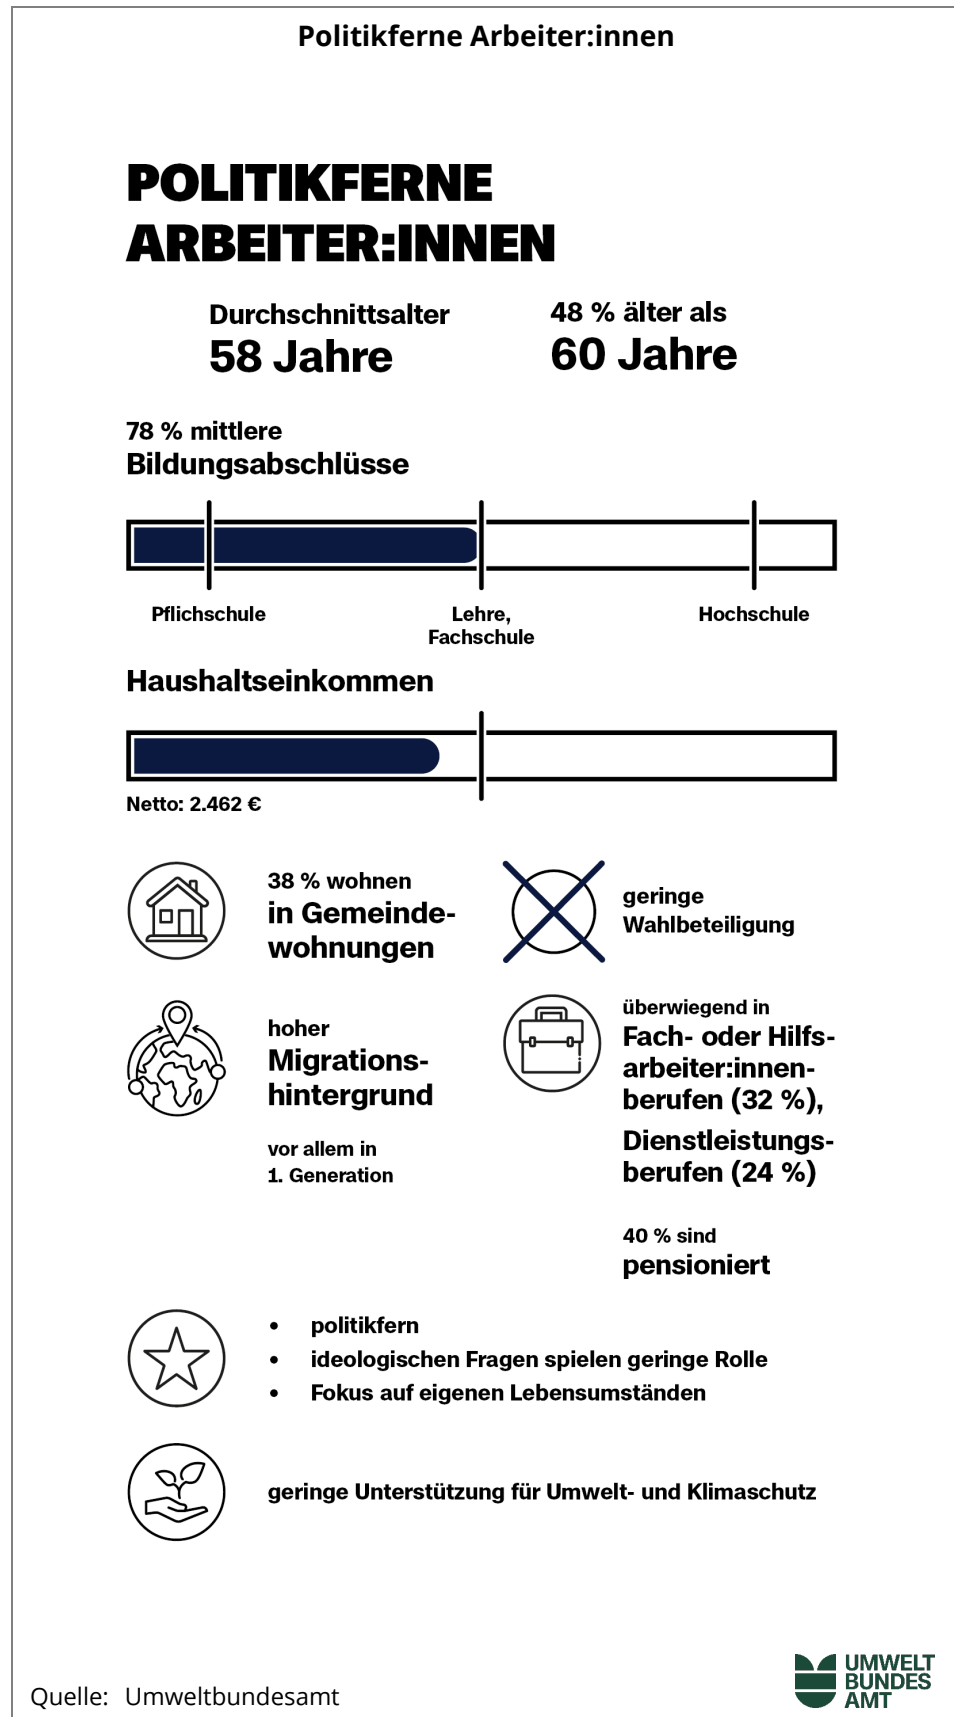 Politikferne Arbeiter:innen
POLITIKFERNE
ARBEITER:INNEN
Durchschnittsalter
58 Jahre
48 % älter als
60 Jahre
78 % mittlere
Bildungsabschlüsse
Pflichschule
Lehre,
Fachschule
Hochschule
Haushaltseinkommen
Netto: 2.462 €
38 % wohnen
in Gemeinde-
wohnungen
geringe
Wahlbeteiligung
hoher
Migrations-
hintergrund
vor allem in
1. Generation
überwiegend in
Fach- oder Hilfs-
arbeiter:innen-
berufen (32 %),
Dienstleistungs-
berufen (24 %)
40 % sind
pensioniert
• politikfern
• ideologischen Fragen spielen geringe Rolle
• Fokus auf eigenen Lebensumständen
geringe Unterstützung für Umwelt- und Klimaschutz
Quelle: Umweltbundesamt
UMWELT
BUNDES
AMT